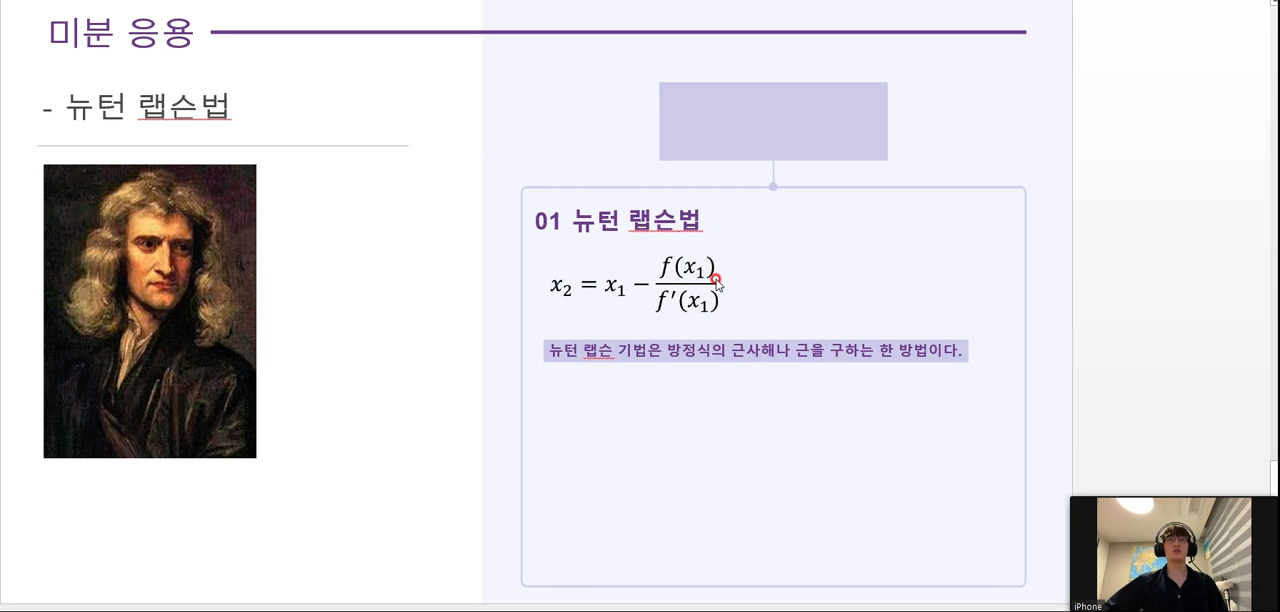 미분 응용
- 뉴턴 랩슨법
01 뉴턴 랩슨법
x₂ = x₁ − f(x₁) / f′(x₁)
뉴턴 랩슨 기법은 방정식의 근사해나 근을 구하는 한 방법이다.
iPhone